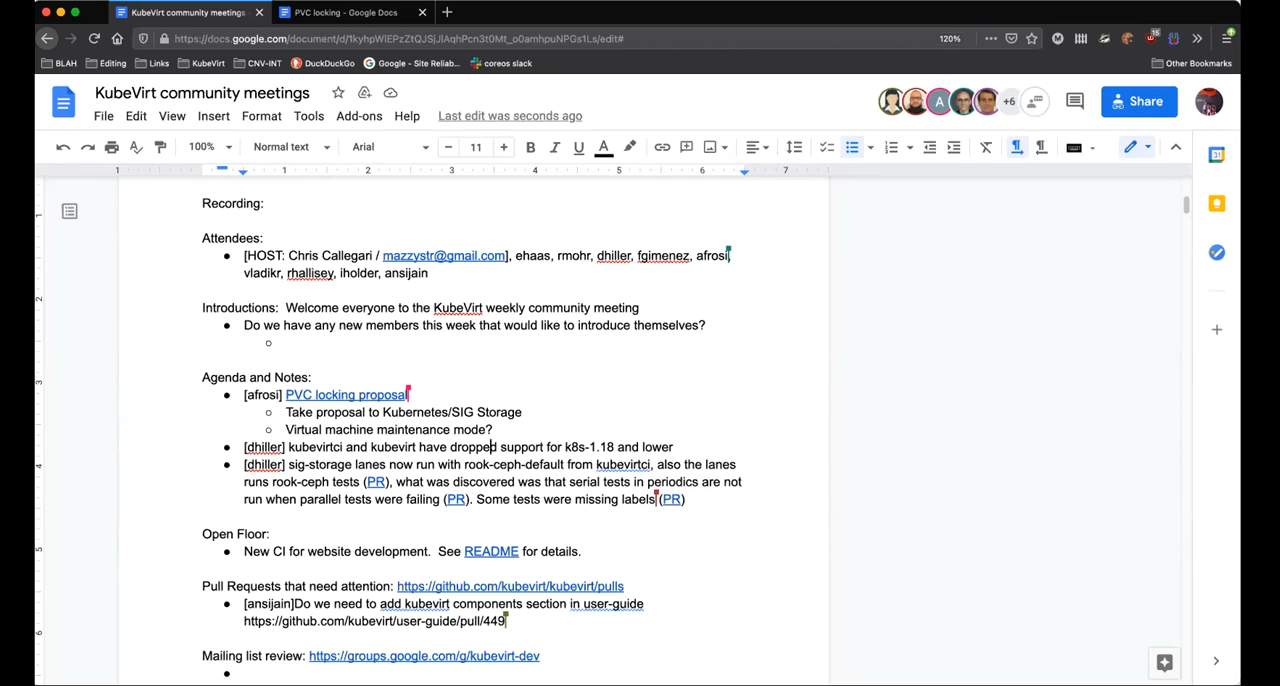 KubeVirt community meetings
PVC locking - Google Docs
https://docs.google.com/document/d/1kyhpWlEPzZtQJSjJlAqhPcn3t0Mt_o0amhpuNPGs1Ls/edit#
120%
15
BLAH
Editing
Links
KubeVirt
CNV-INT
DuckDuckGo
Google - Site Reliab...
coreos slack
Other Bookmarks
KubeVirt community meetings
A
+6
Share
File
Edit
View
Insert
Format
Tools
Add-ons
Help
Last edit was seconds ago
100%
Normal text
Arial
11
1 1 2 3 4 5 6 7
Recording:
Attendees:
[HOST: Chris Callegari / mazzystr@gmail.com], ehaas, rmohr, dhiller, fgimenez, afrosi,
vladikr, rhallisey, iholder, ansijain
Introductions: Welcome everyone to the KubeVirt weekly community meeting
Do we have any new members this week that would like to introduce themselves?
Agenda and Notes:
[afrosi] PVC locking proposal
Take proposal to Kubernetes/SIG Storage
Virtual machine maintenance mode?
[dhiller] kubevirtci and kubevirt have dropped support for k8s-1.18 and lower
[dhiller] sig-storage lanes now run with rook-ceph-default from kubevirtci, also the lanes
runs rook-ceph tests (PR), what was discovered was that serial tests in periodics are not
run when parallel tests were failing (PR). Some tests were missing labels (PR)
Open Floor:
New CI for website development. See README for details.
Pull Requests that need attention: https://github.com/kubevirt/kubevirt/pulls
[ansijain]Do we need to add kubevirt components section in user-guide
https://github.com/kubevirt/user-guide/pull/449
Mailing list review: https://groups.google.com/g/kubevirt-dev